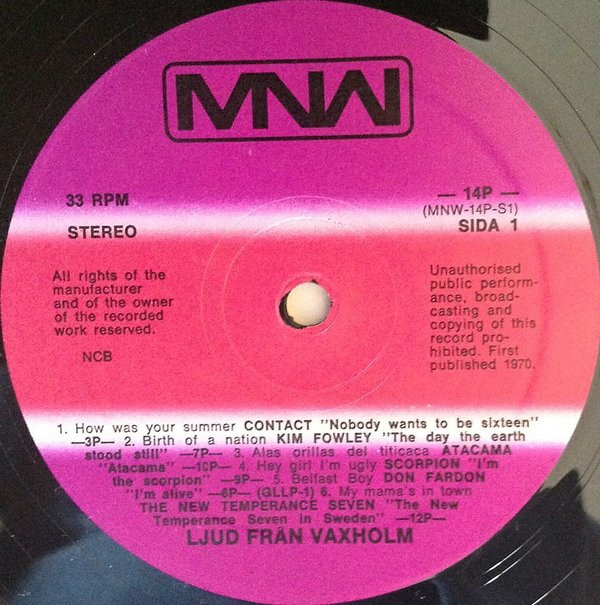 MNW
33 RPM
STEREO
— 14P —
(MNW-14P-S1)
SIDA 1
All rights of the
manufacturer
and of the owner
of the recorded
work reserved.
NCB
Unauthorised
public perform-
ance, broad-
casting and
copying of this
record pro-
hibited. First
published 1970.
1. How was your summer CONTACT "Nobody wants to be sixteen"
—3P— 2. Birth of a nation KIM FOWLEY "The day the earth
stood still" —7P— 3. Alas orillas del titicaca ATACAMA
"Atacama" —10P— 4. Hey girl I'm ugly SCORPION "I'm
the scorpion" —9P— 5. Belfast Boy DON FARDON
"I'm alive" —6P— (GLLP-1) 6. My mama's in town
THE NEW TEMPERANCE SEVEN "The New
Temperance Seven in Sweden" —12P—
LJUD FRÅN VAXHOLM